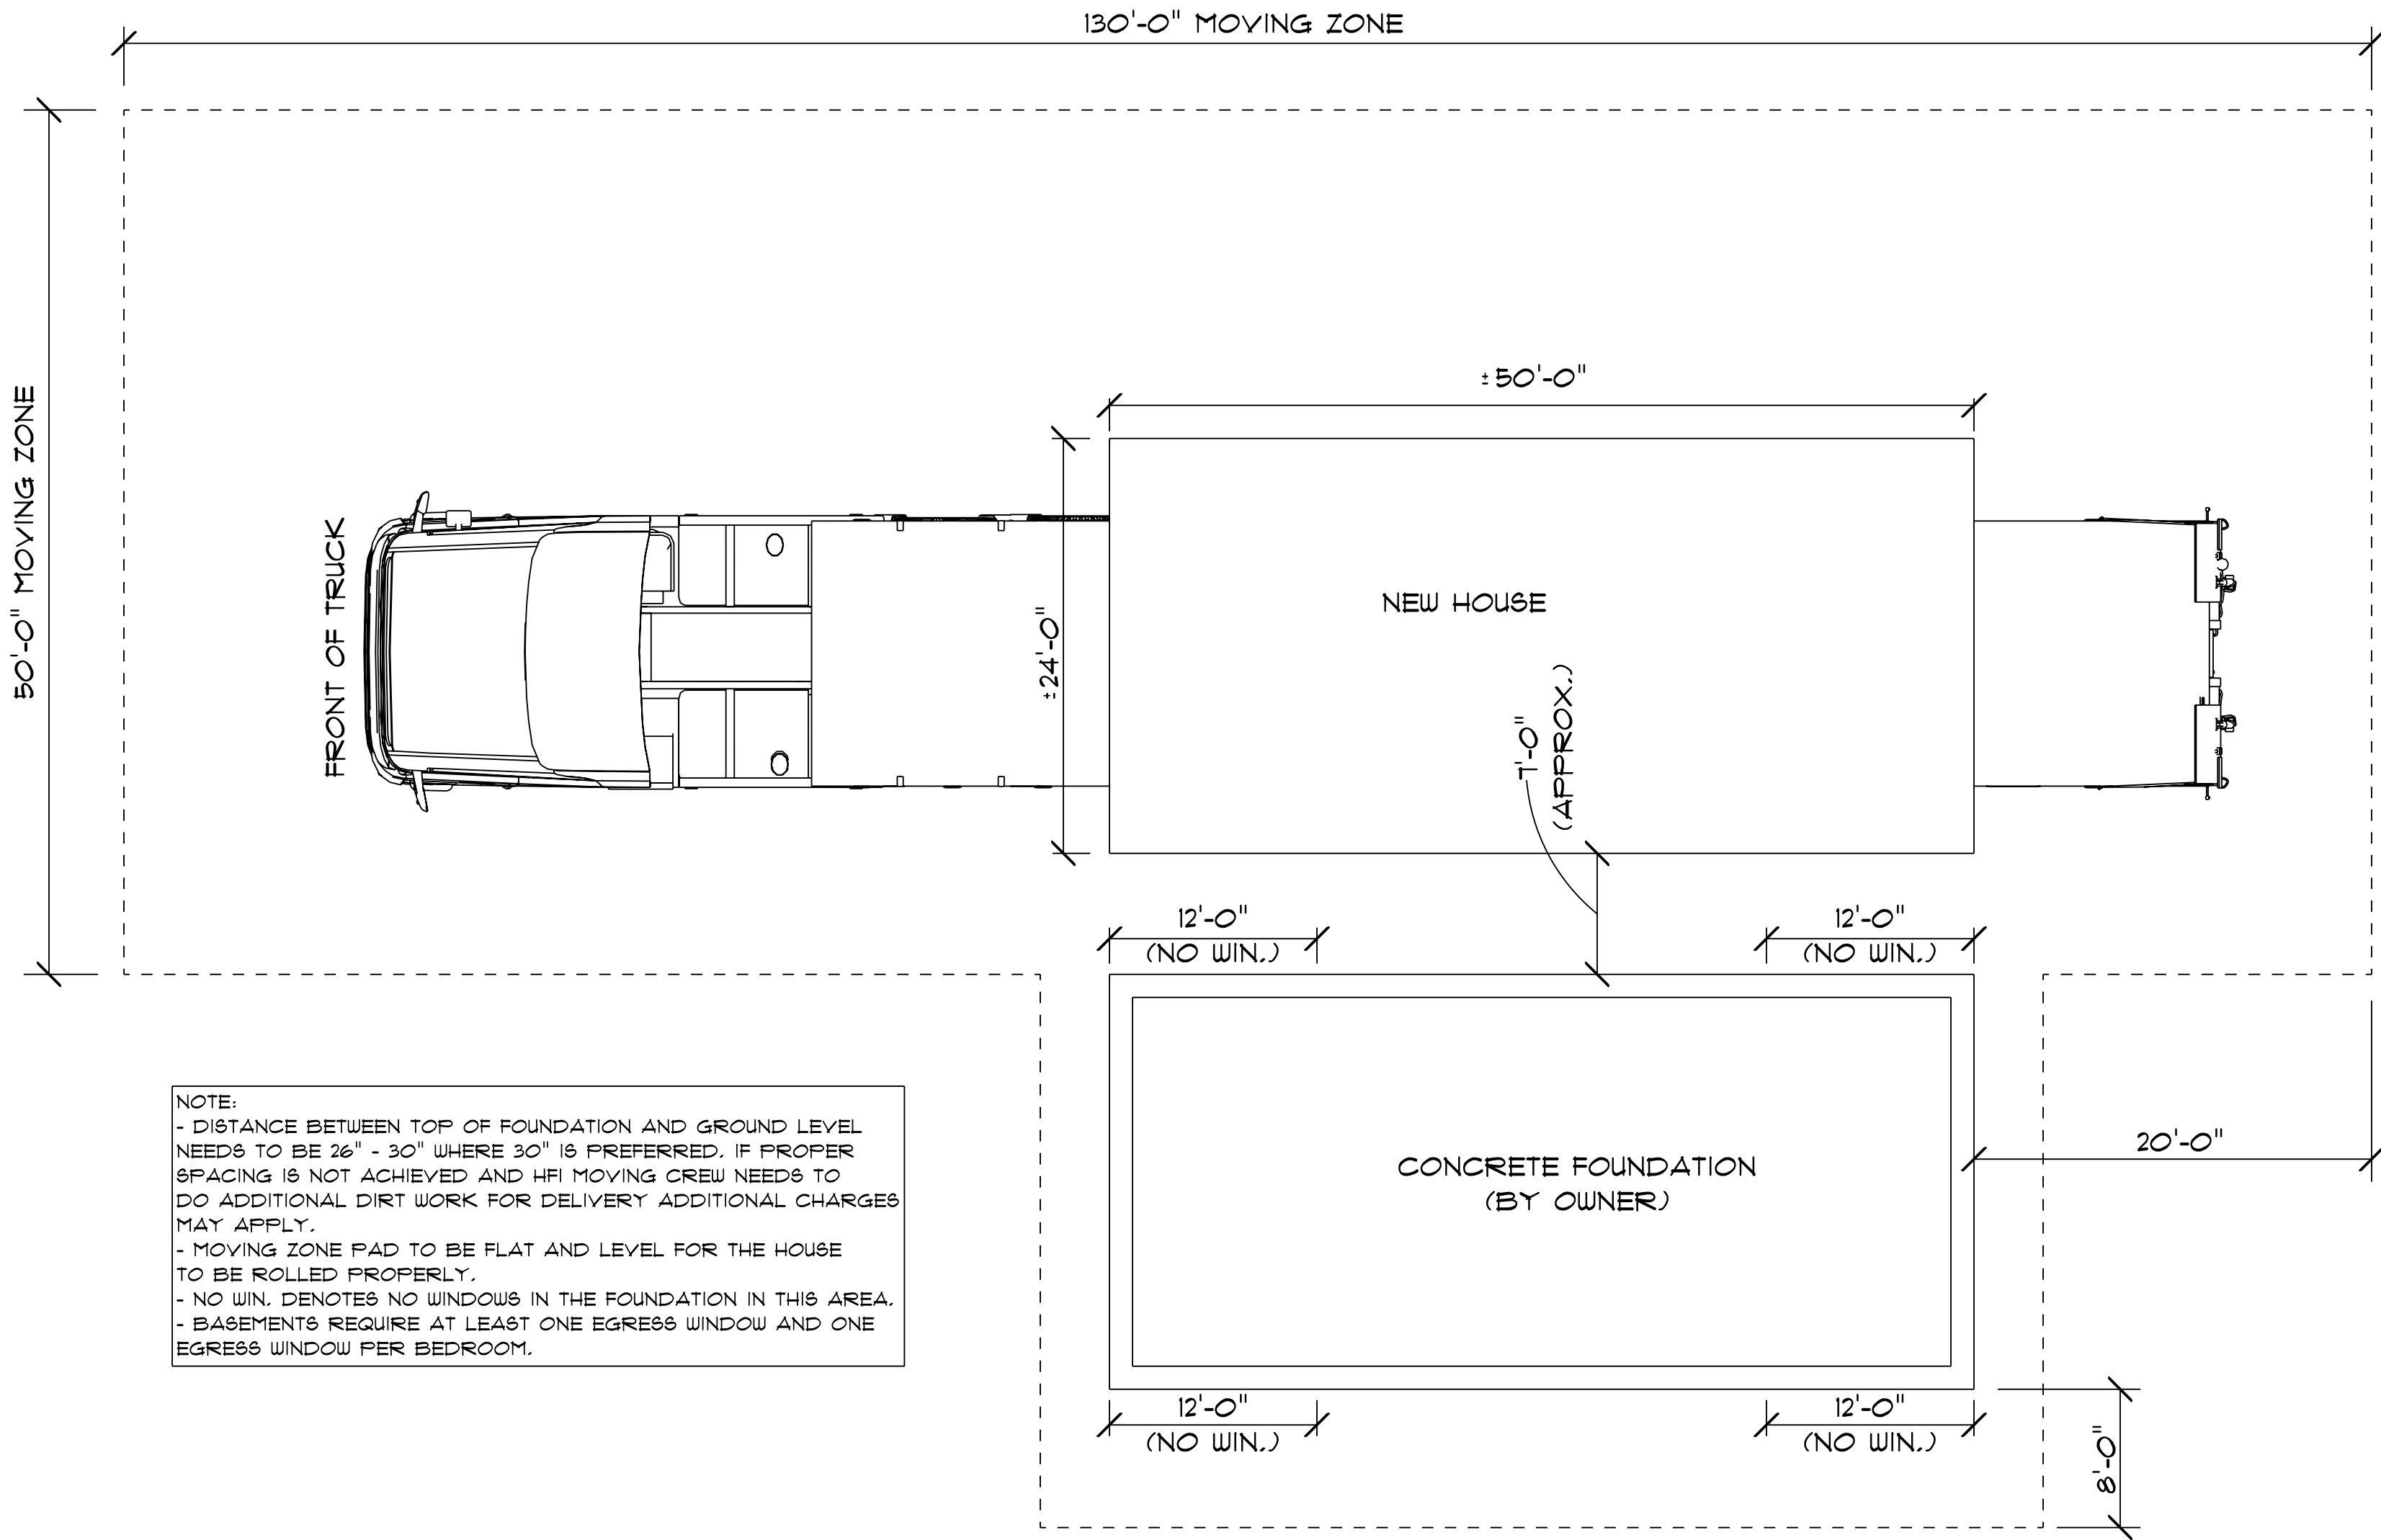 130'-0" MOVING ZONE
50'-0" MOVING ZONE
±50'-0"
FRONT OF TRUCK
±24'-0"
NEW HOUSE
7'-0"
(APPROX.)
12'-0"
(NO WIN.)
12'-0"
(NO WIN.)
NOTE:
- DISTANCE BETWEEN TOP OF FOUNDATION AND GROUND LEVEL
NEEDS TO BE 26" - 30" WHERE 30" IS PREFERRED. IF PROPER
SPACING IS NOT ACHIEVED AND HFI MOVING CREW NEEDS TO
DO ADDITIONAL DIRT WORK FOR DELIVERY ADDITIONAL CHARGES
MAY APPLY.
- MOVING ZONE PAD TO BE FLAT AND LEVEL FOR THE HOUSE
TO BE ROLLED PROPERLY.
- NO WIN. DENOTES NO WINDOWS IN THE FOUNDATION IN THIS AREA.
- BASEMENTS REQUIRE AT LEAST ONE EGRESS WINDOW AND ONE
EGRESS WINDOW PER BEDROOM.
CONCRETE FOUNDATION
(BY OWNER)
20'-0"
12'-0"
(NO WIN.)
12'-0"
(NO WIN.)
8'-0"